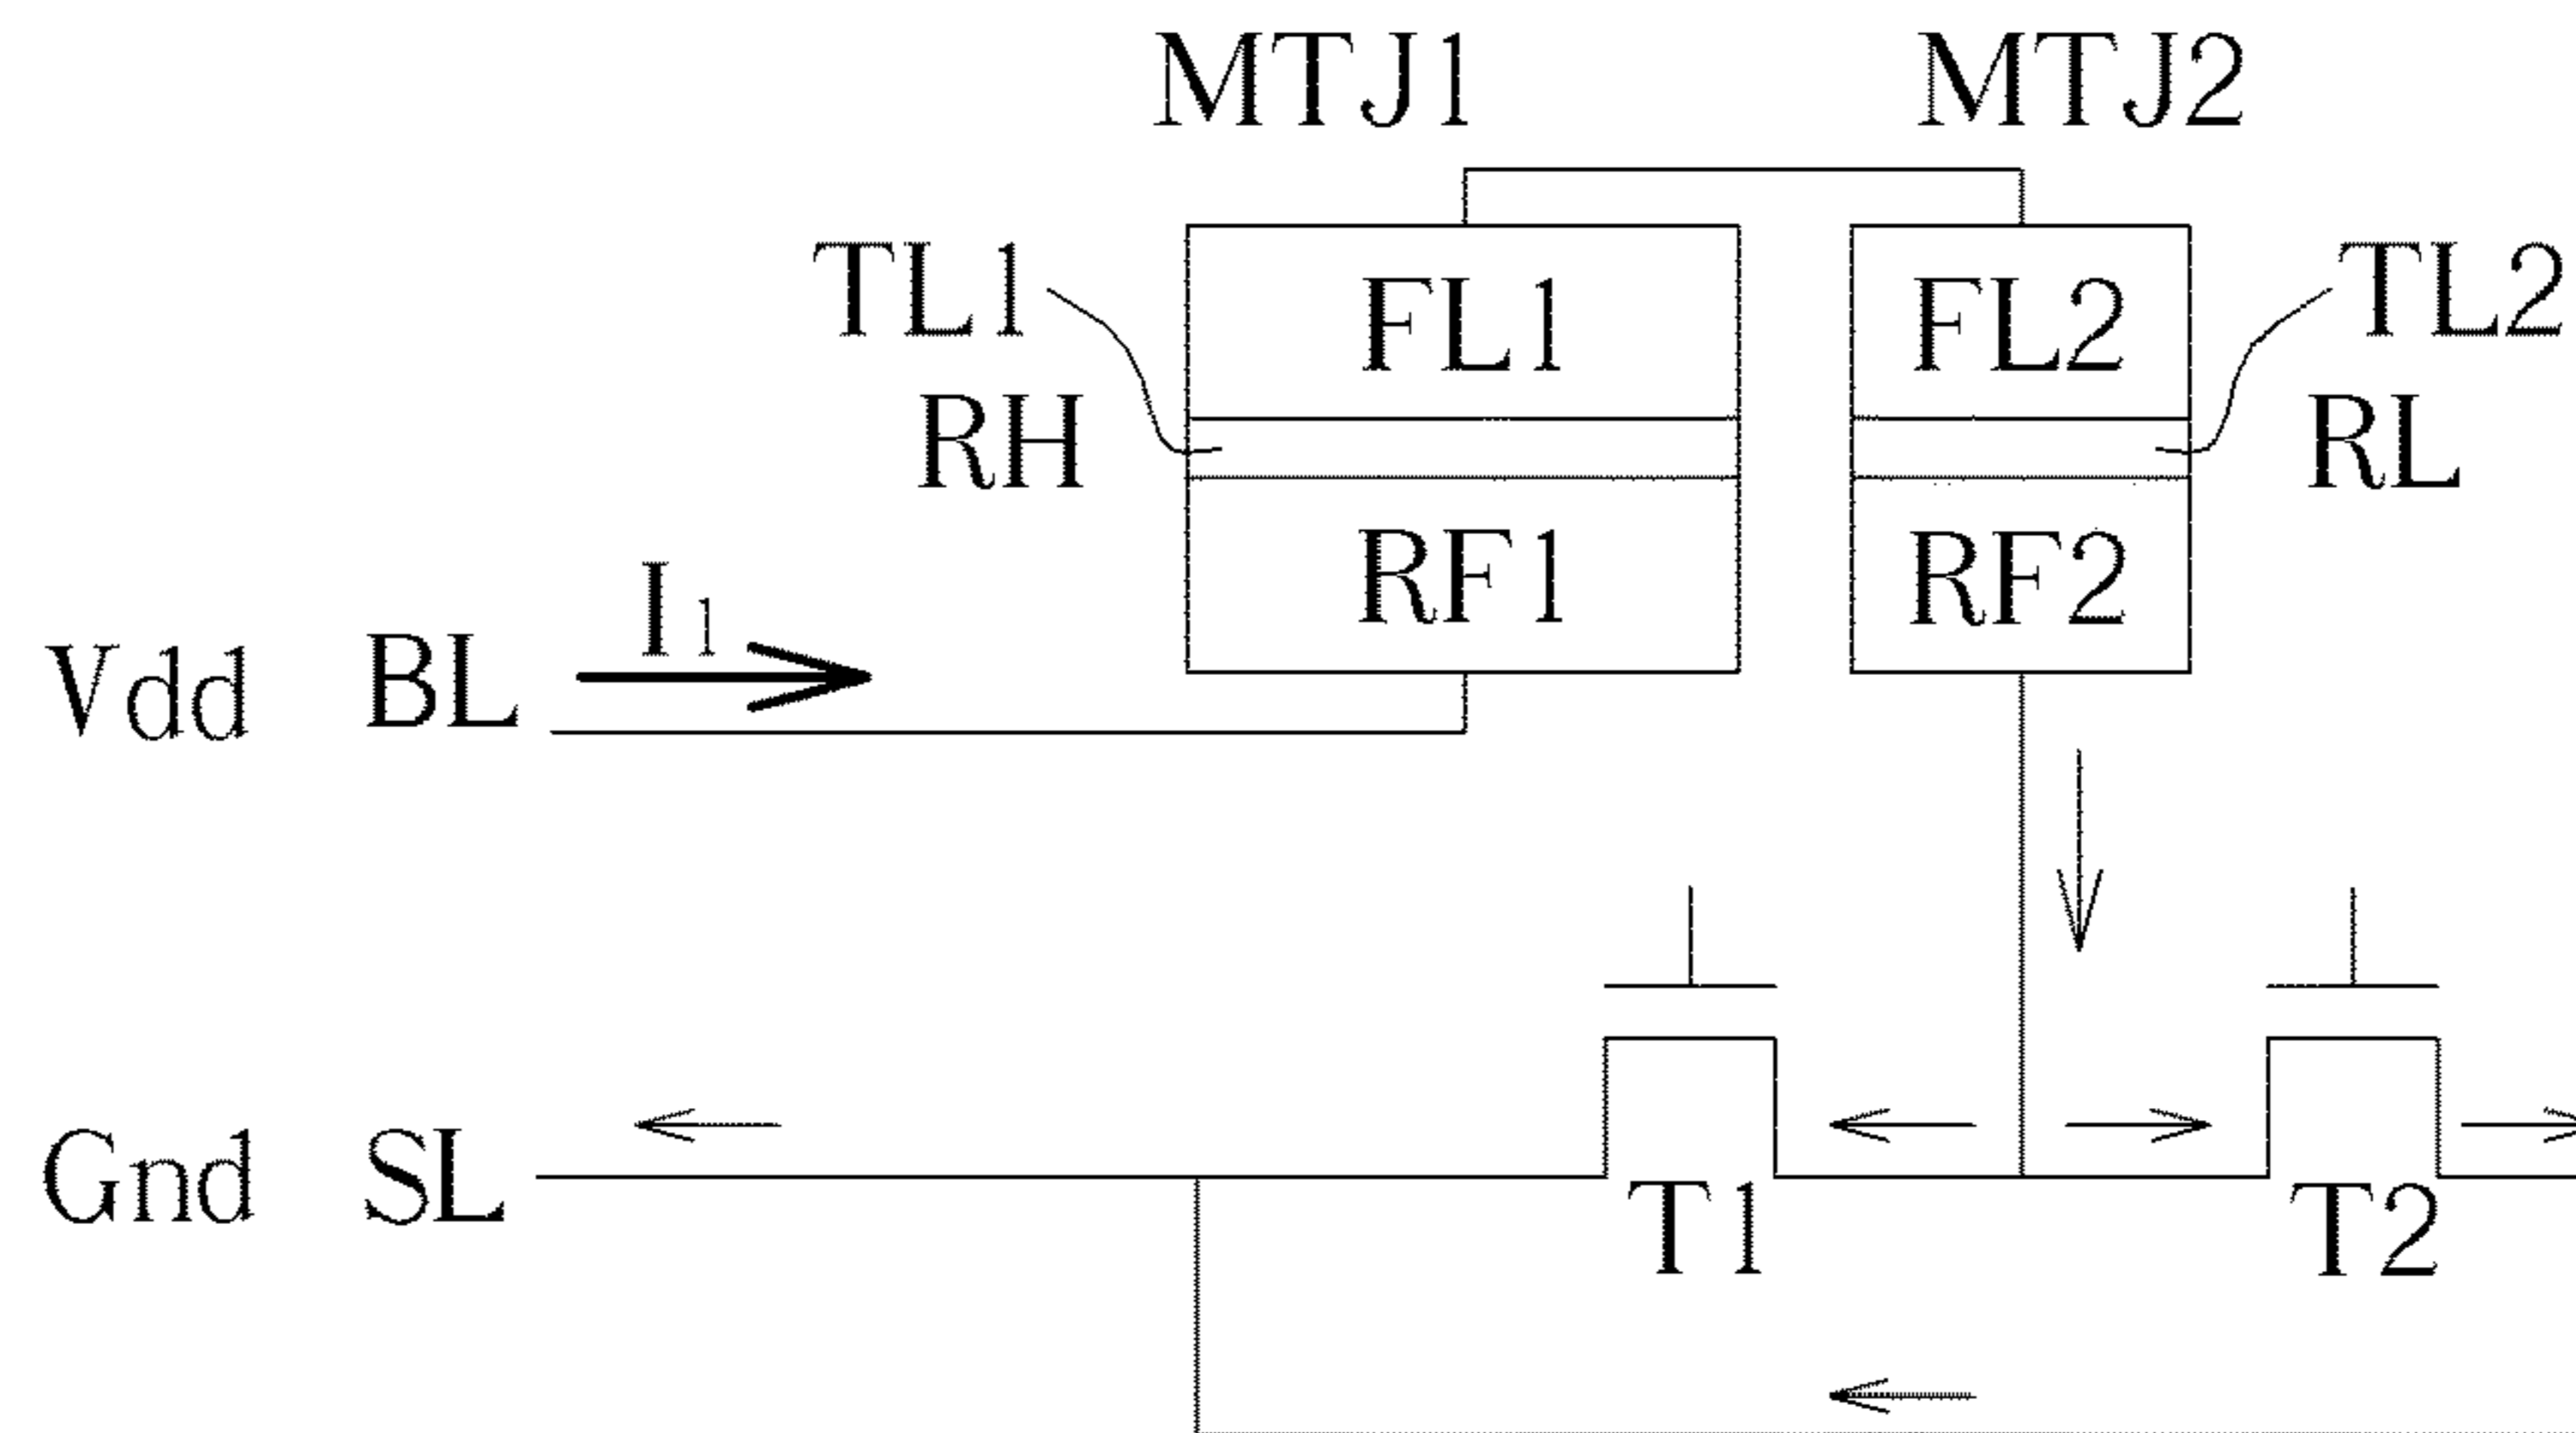 MTJ1 MTJ2
TL1 FL1 FL2 TL2
RH RL
RF1 RF2
I1
Vdd BL
Gnd SL
T1 T2